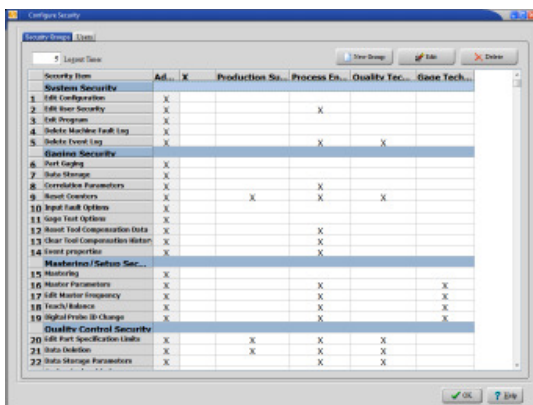 Configure Security
Security Groups Users
5 Logout Time
New Group Edit Delete
Security Item Ad... X Production Su... Process En... Quality Tec... Gage Tech...
System Security
1 Edit Configuration X
2 Edit User Security X X
3 Exit Program X
4 Delete Machine Fault Log X
5 Delete Event Log X X X
Gaging Security
6 Part Gaging X
7 Data Storage X
8 Correlation Parameters X X
9 Reset Counters X X X X
10 Input Fault Options X
11 Gage Test Options X
12 Reset Tool Compensation Data X X
13 Clear Tool Compensation History X X
14 Event properties X X
Mastering/Setup Sec...
15 Mastering X
16 Master Parameters X X X
17 Edit Master Frequency X X X
18 Teach/Balance X X X
19 Digital Probe ID Change X X X
Quality Control Security
20 Edit Part Specification Limits X X X X
21 Data Deletion X X X X
22 Data Storage Parameters X X X
OK Help